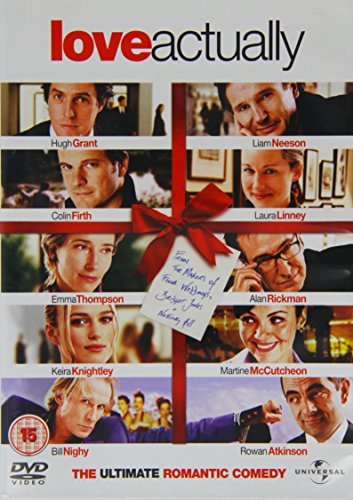 love actually
Hugh Grant
Liam Neeson
Colin Firth
Laura Linney
From
The Makers of
Four Weddings,
Bridget Jones
+
Notting Hill
Emma Thompson
Alan Rickman
Keira Knightley
Martine McCutcheon
15
Bill Nighy
Rowan Atkinson
DVD
VIDEO
THE ULTIMATE ROMANTIC COMEDY
UNIVERSAL